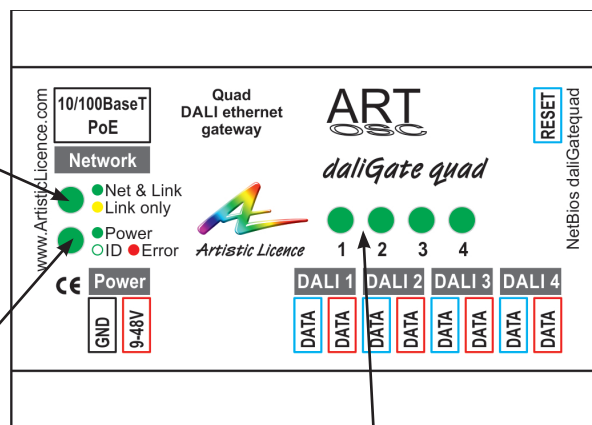 www.ArtisticLicence.com
10/100BaseT
PoE
Network
Net & Link
Link only
Power
ID Error
CE Power
GND
9-48V
Quad
DALI ethernet
gateway
Artistic Licence
ART
OSC
daliGate quad
1 2 3 4
DALI 1 DALI 2 DALI 3 DALI 4
DATA DATA DATA DATA DATA DATA DATA DATA
RESET
NetBios daliGatequad